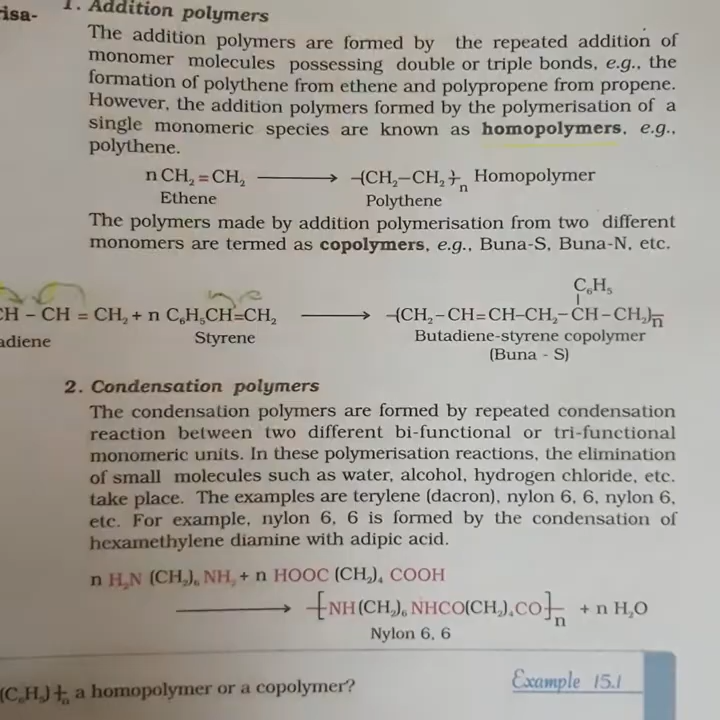 risa-
1. Addition polymers
The addition polymers are formed by the repeated addition of
monomer molecules possessing double or triple bonds, e.g., the
formation of polythene from ethene and polypropene from propene.
However, the addition polymers formed by the polymerisation of a
single monomeric species are known as homopolymers, e.g.,
polythene.
n CH₂ = CH₂ ⟶ -(CH₂–CH₂)-ₙ Homopolymer
Ethene Polythene
The polymers made by addition polymerisation from two different
monomers are termed as copolymers, e.g., Buna-S, Buna-N, etc.
C₆H₅
CH – CH = CH₂ + n C₆H₅CH=CH₂ ⟶ -(CH₂–CH=CH–CH₂–CH–CH₂)-ₙ
adiene Styrene Butadiene-styrene copolymer
(Buna - S)
2. Condensation polymers
The condensation polymers are formed by repeated condensation
reaction between two different bi-functional or tri-functional
monomeric units. In these polymerisation reactions, the elimination
of small molecules such as water, alcohol, hydrogen chloride, etc.
take place. The examples are terylene (dacron), nylon 6, 6, nylon 6,
etc. For example, nylon 6, 6 is formed by the condensation of
hexamethylene diamine with adipic acid.
n H₂N (CH₂)₆ NH₂ + n HOOC (CH₂)₄ COOH
⟶ -[NH(CH₂)₆ NHCO(CH₂)₄CO]-ₙ + n H₂O
Nylon 6, 6
Example 15.1
(C₆H₅)-]ₙ a homopolymer or a copolymer?